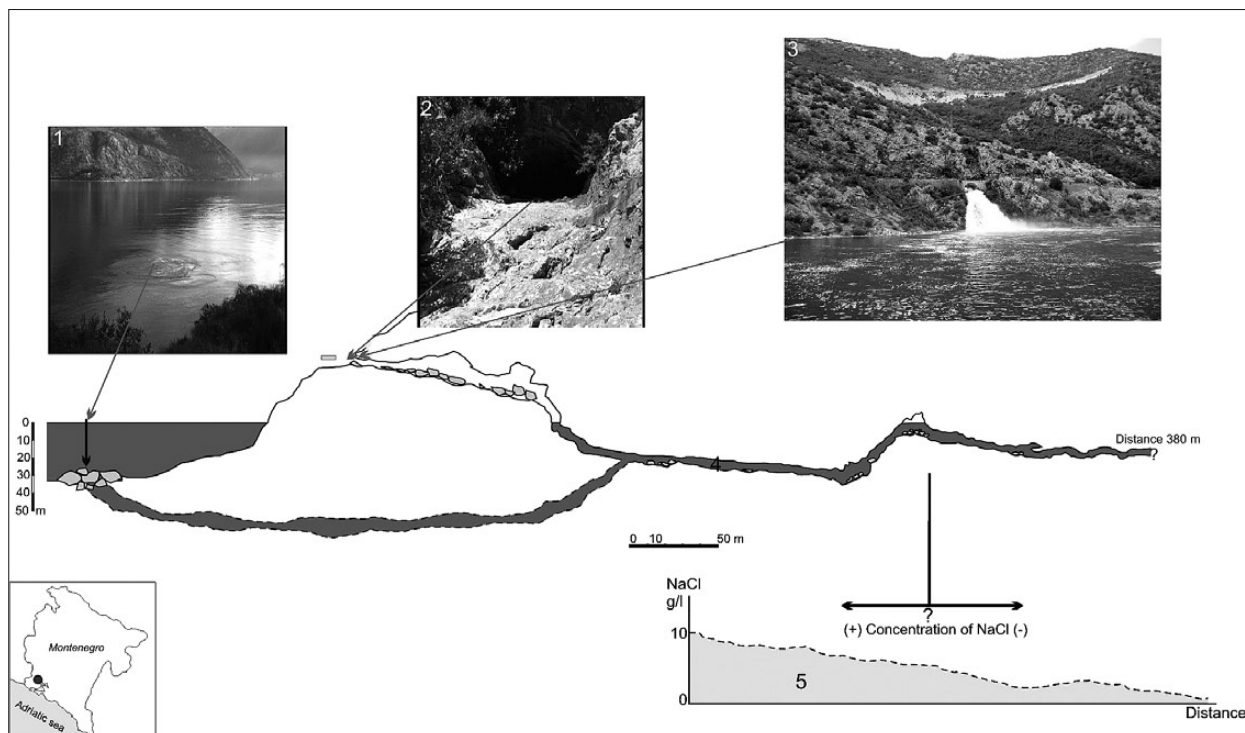 1
2
3
0
10
20
30
40
50 m
4
Distance 380 m
?
0 10 50 m
NaCl
g/l
10
0
?
(+) Concentration of NaCl (-)
5
Distance
Montenegro
Adriatic sea